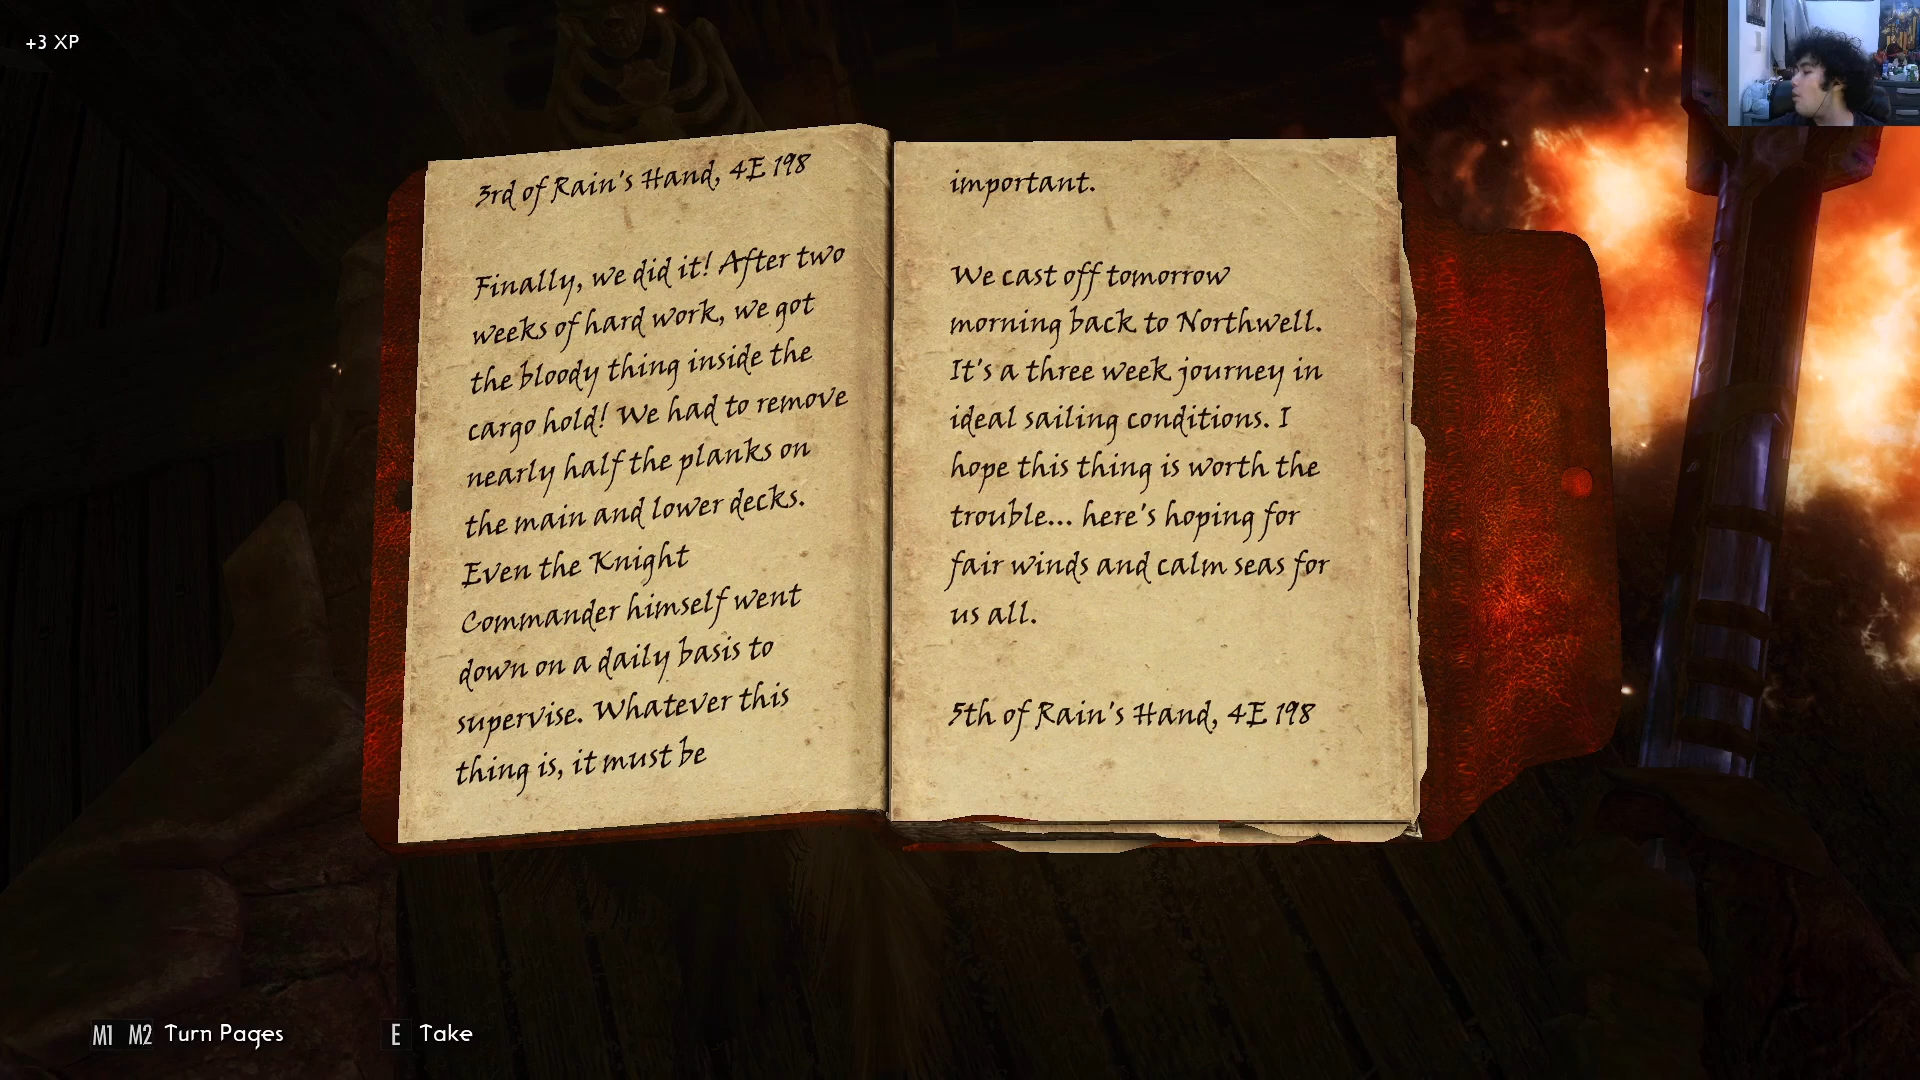 +3 XP
3rd of Rain's Hand, 4E 198
Finally, we did it! After two
weeks of hard work, we got
the bloody thing inside the
cargo hold! We had to remove
nearly half the planks on
the main and lower decks.
Even the Knight
Commander himself went
down on a daily basis to
supervise. Whatever this
thing is, it must be
important.
We cast off tomorrow
morning back to Northwell.
It's a three week journey in
ideal sailing conditions. I
hope this thing is worth the
trouble... here's hoping for
fair winds and calm seas for
us all.
5th of Rain's Hand, 4E 198
M1 M2 Turn Pages
E Take